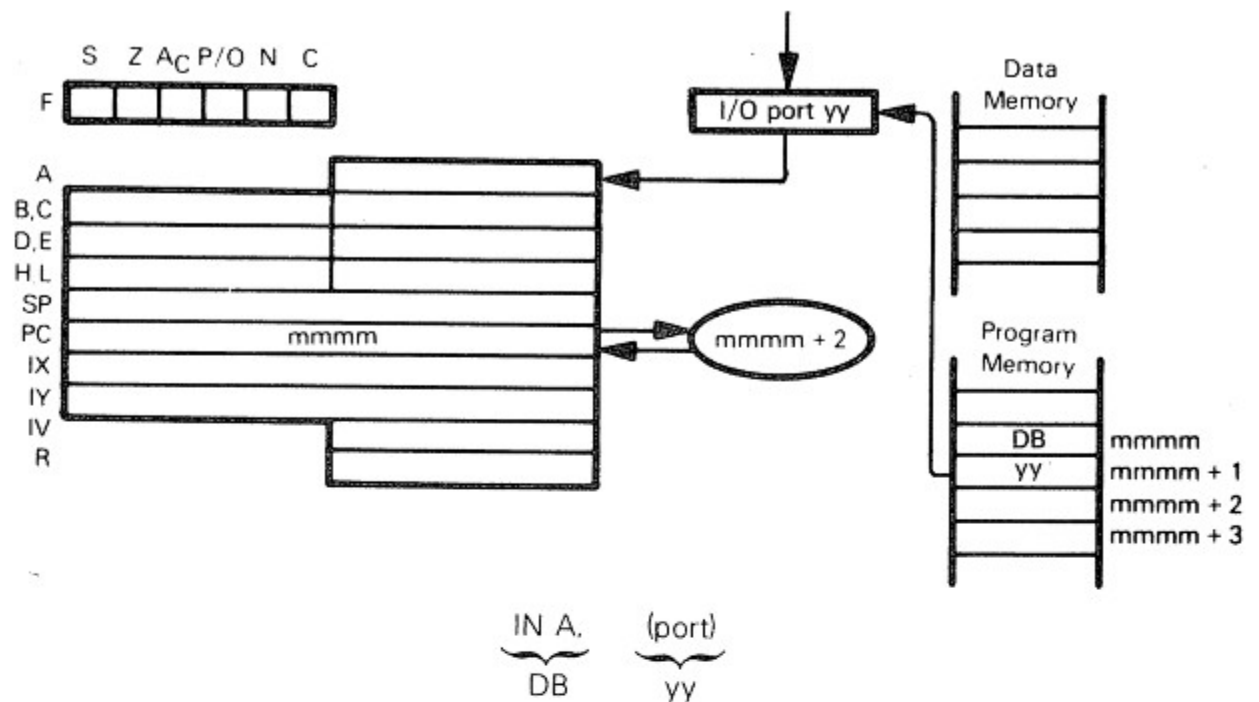 S Z AC P/O N C
F
I/O port yy
Data
Memory
A
B,C
D,E
H L
SP
PC mmmm
mmmm + 2
IX
IY
IV
R
Program
Memory
DB mmmm
yy mmmm + 1
mmmm + 2
mmmm + 3
IN A, (port)
DB yy